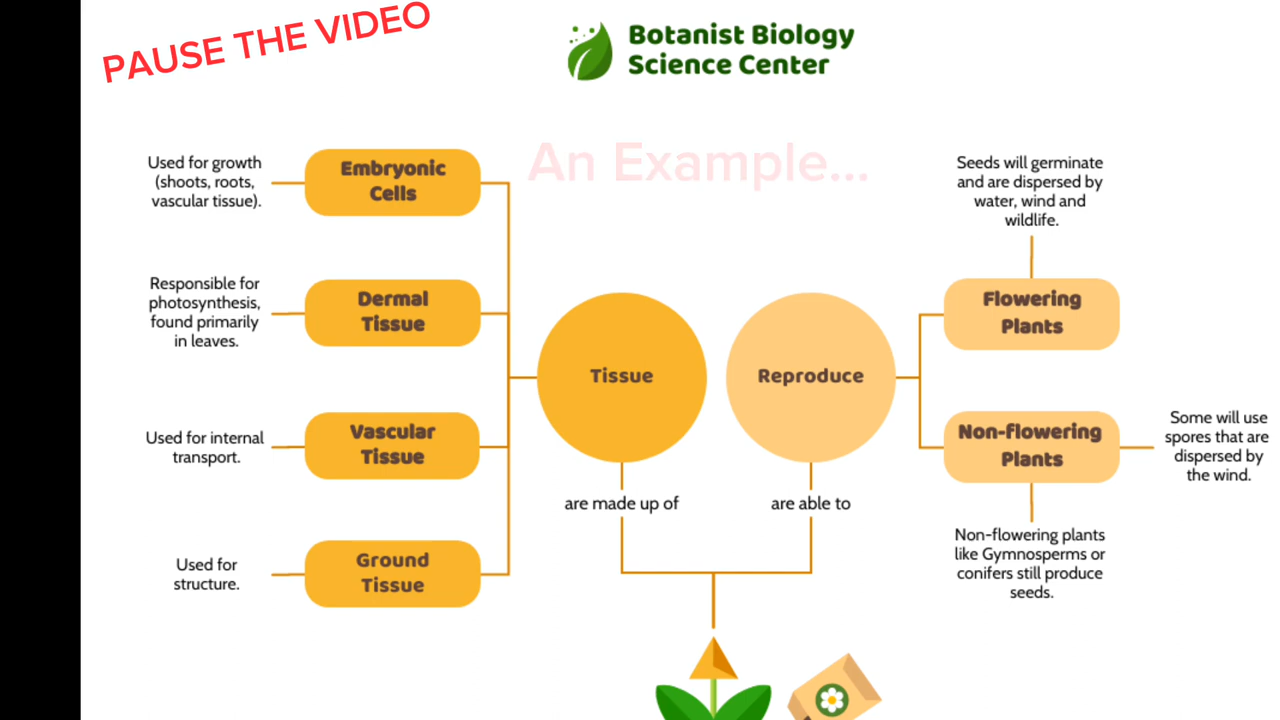 PAUSE THE VIDEO
Botanist Biology
Science Center
An Example...
Used for growth
(shoots, roots,
vascular tissue).
Embryonic
Cells
Responsible for
photosynthesis,
found primarily
in leaves.
Dermal
Tissue
Used for internal
transport.
Vascular
Tissue
Used for
structure.
Ground
Tissue
Tissue
are made up of
Reproduce
are able to
Seeds will germinate
and are dispersed by
water, wind and
wildlife.
Flowering
Plants
Non-flowering
Plants
Some will use
spores that are
dispersed by
the wind.
Non-flowering plants
like Gymnosperms or
conifers still produce
seeds.